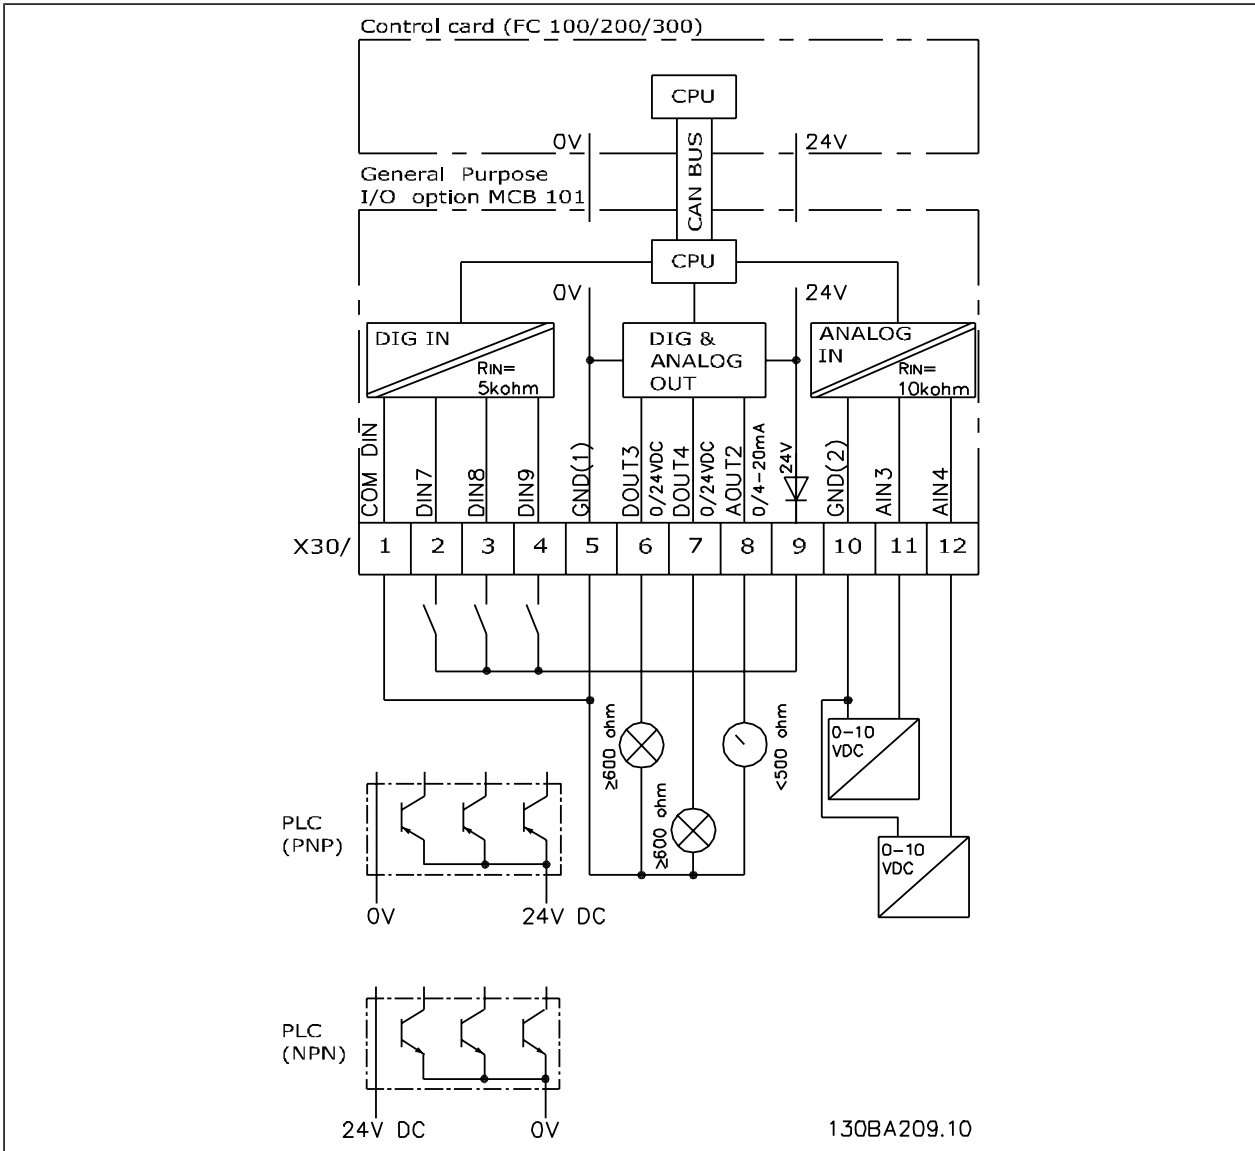 Control card (FC 100/200/300)
CPU
0V
24V
CAN BUS
General Purpose
I/O option MCB 101
CPU
0V
24V
DIG IN
RIN=
5kohm
DIG &
ANALOG
OUT
ANALOG
IN
RIN=
10kohm
COM DIN
DIN7
DIN8
DIN9
GND(1)
DOUT3
0/24VDC
DOUT4
0/24VDC
AOUT2
0/4-20mA
24V
GND(2)
AIN3
AIN4
X30/ 1 2 3 4 5 6 7 8 9 10 11 12
≥600 ohm
≥600 ohm
<500 ohm
0-10
VDC
0-10
VDC
PLC
(PNP)
0V
24V DC
PLC
(NPN)
24V DC
0V
130BA209.10